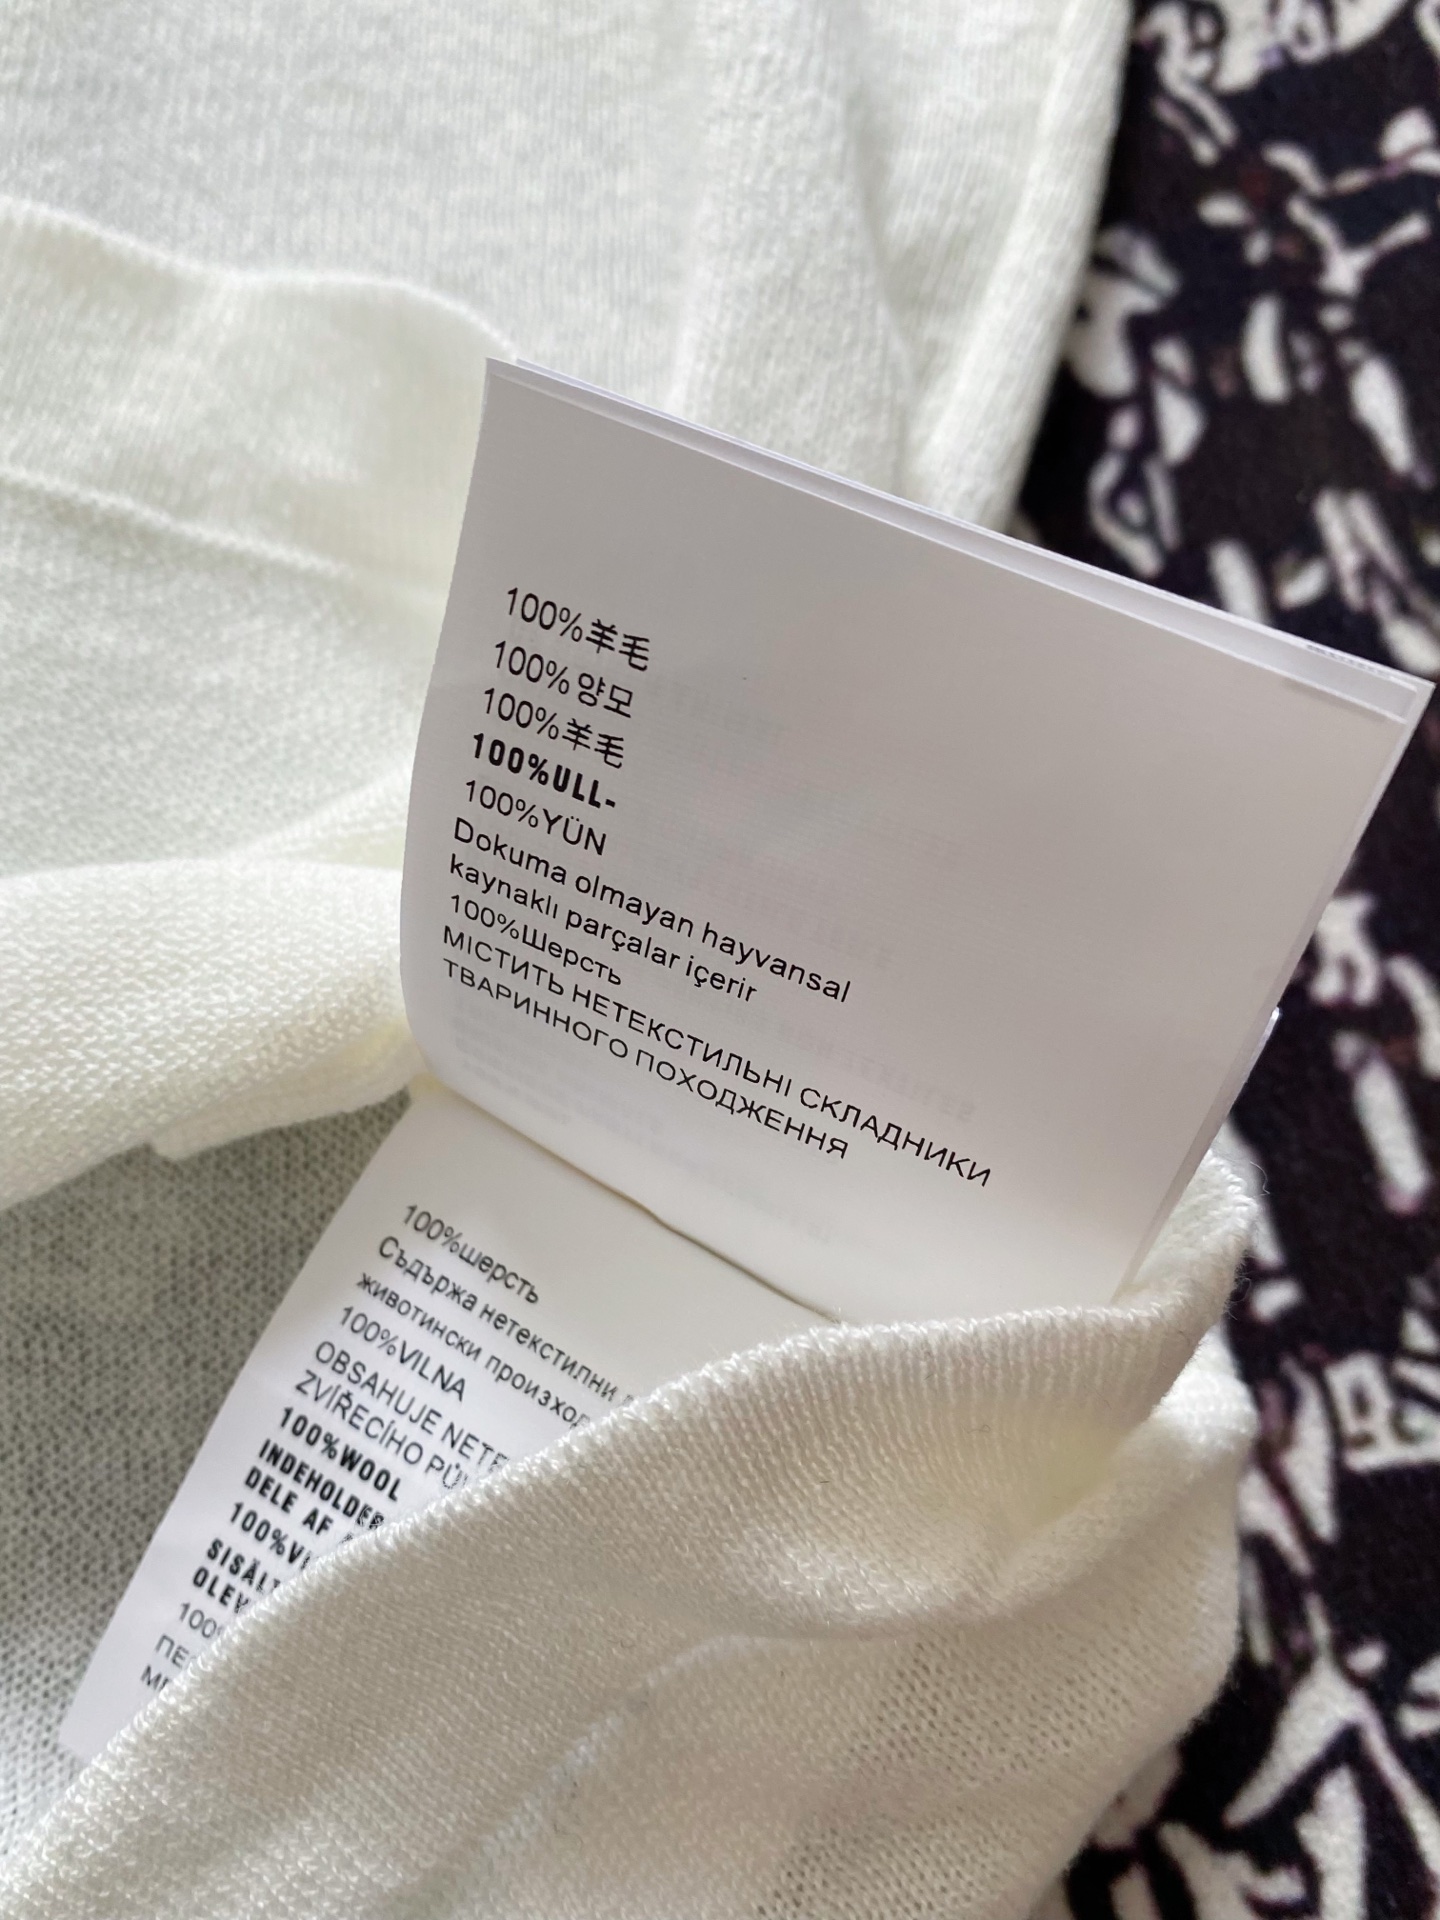 100%羊毛
100%양모
100%羊毛
100%ULL-
100%YÜN
Dokuma olmayan hayvansal
kaynaklı parçalar içerir
100%Шерсть
МІСТИТЬ НЕТЕКСТИЛЬНІ СКЛАДНИКИ
ТВАРИННОГО ПОХОДЖЕННЯ
100%шерсть
Съдържа нетекстилни
животински
100%VLNA
OBSAHUJE
ZVÍŘECÍHO
100%WOOL
INDEHOLDER
DELE AF